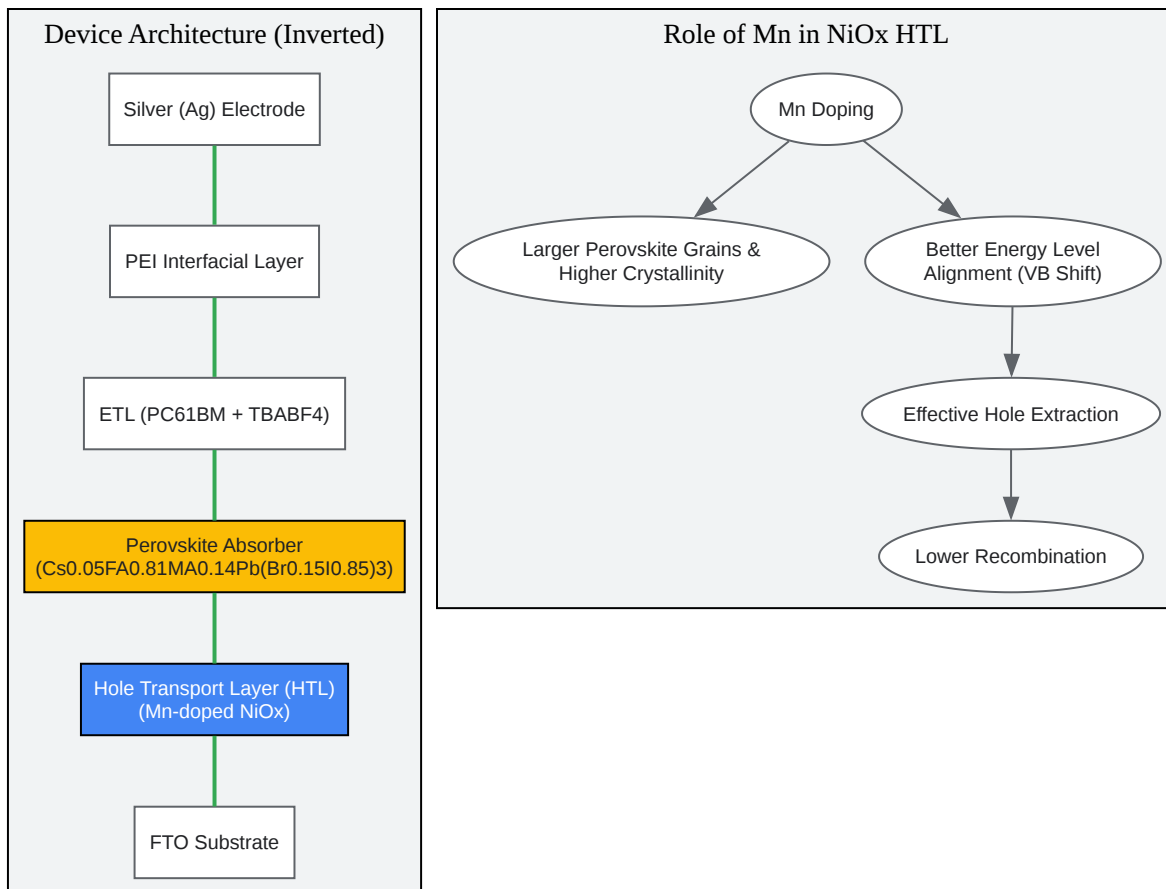 Device Architecture (Inverted)
Silver (Ag) Electrode
PEI Interfacial Layer
ETL (PC61BM + TBABF4)
Perovskite Absorber
(Cs0.05FA0.81MA0.14Pb(Br0.15I0.85)3)
Hole Transport Layer (HTL)
(Mn-doped NiOx)
FTO Substrate
Role of Mn in NiOx HTL
Mn Doping
Larger Perovskite Grains &
Higher Crystallinity
Better Energy Level
Alignment (VB Shift)
Effective Hole Extraction
Lower Recombination